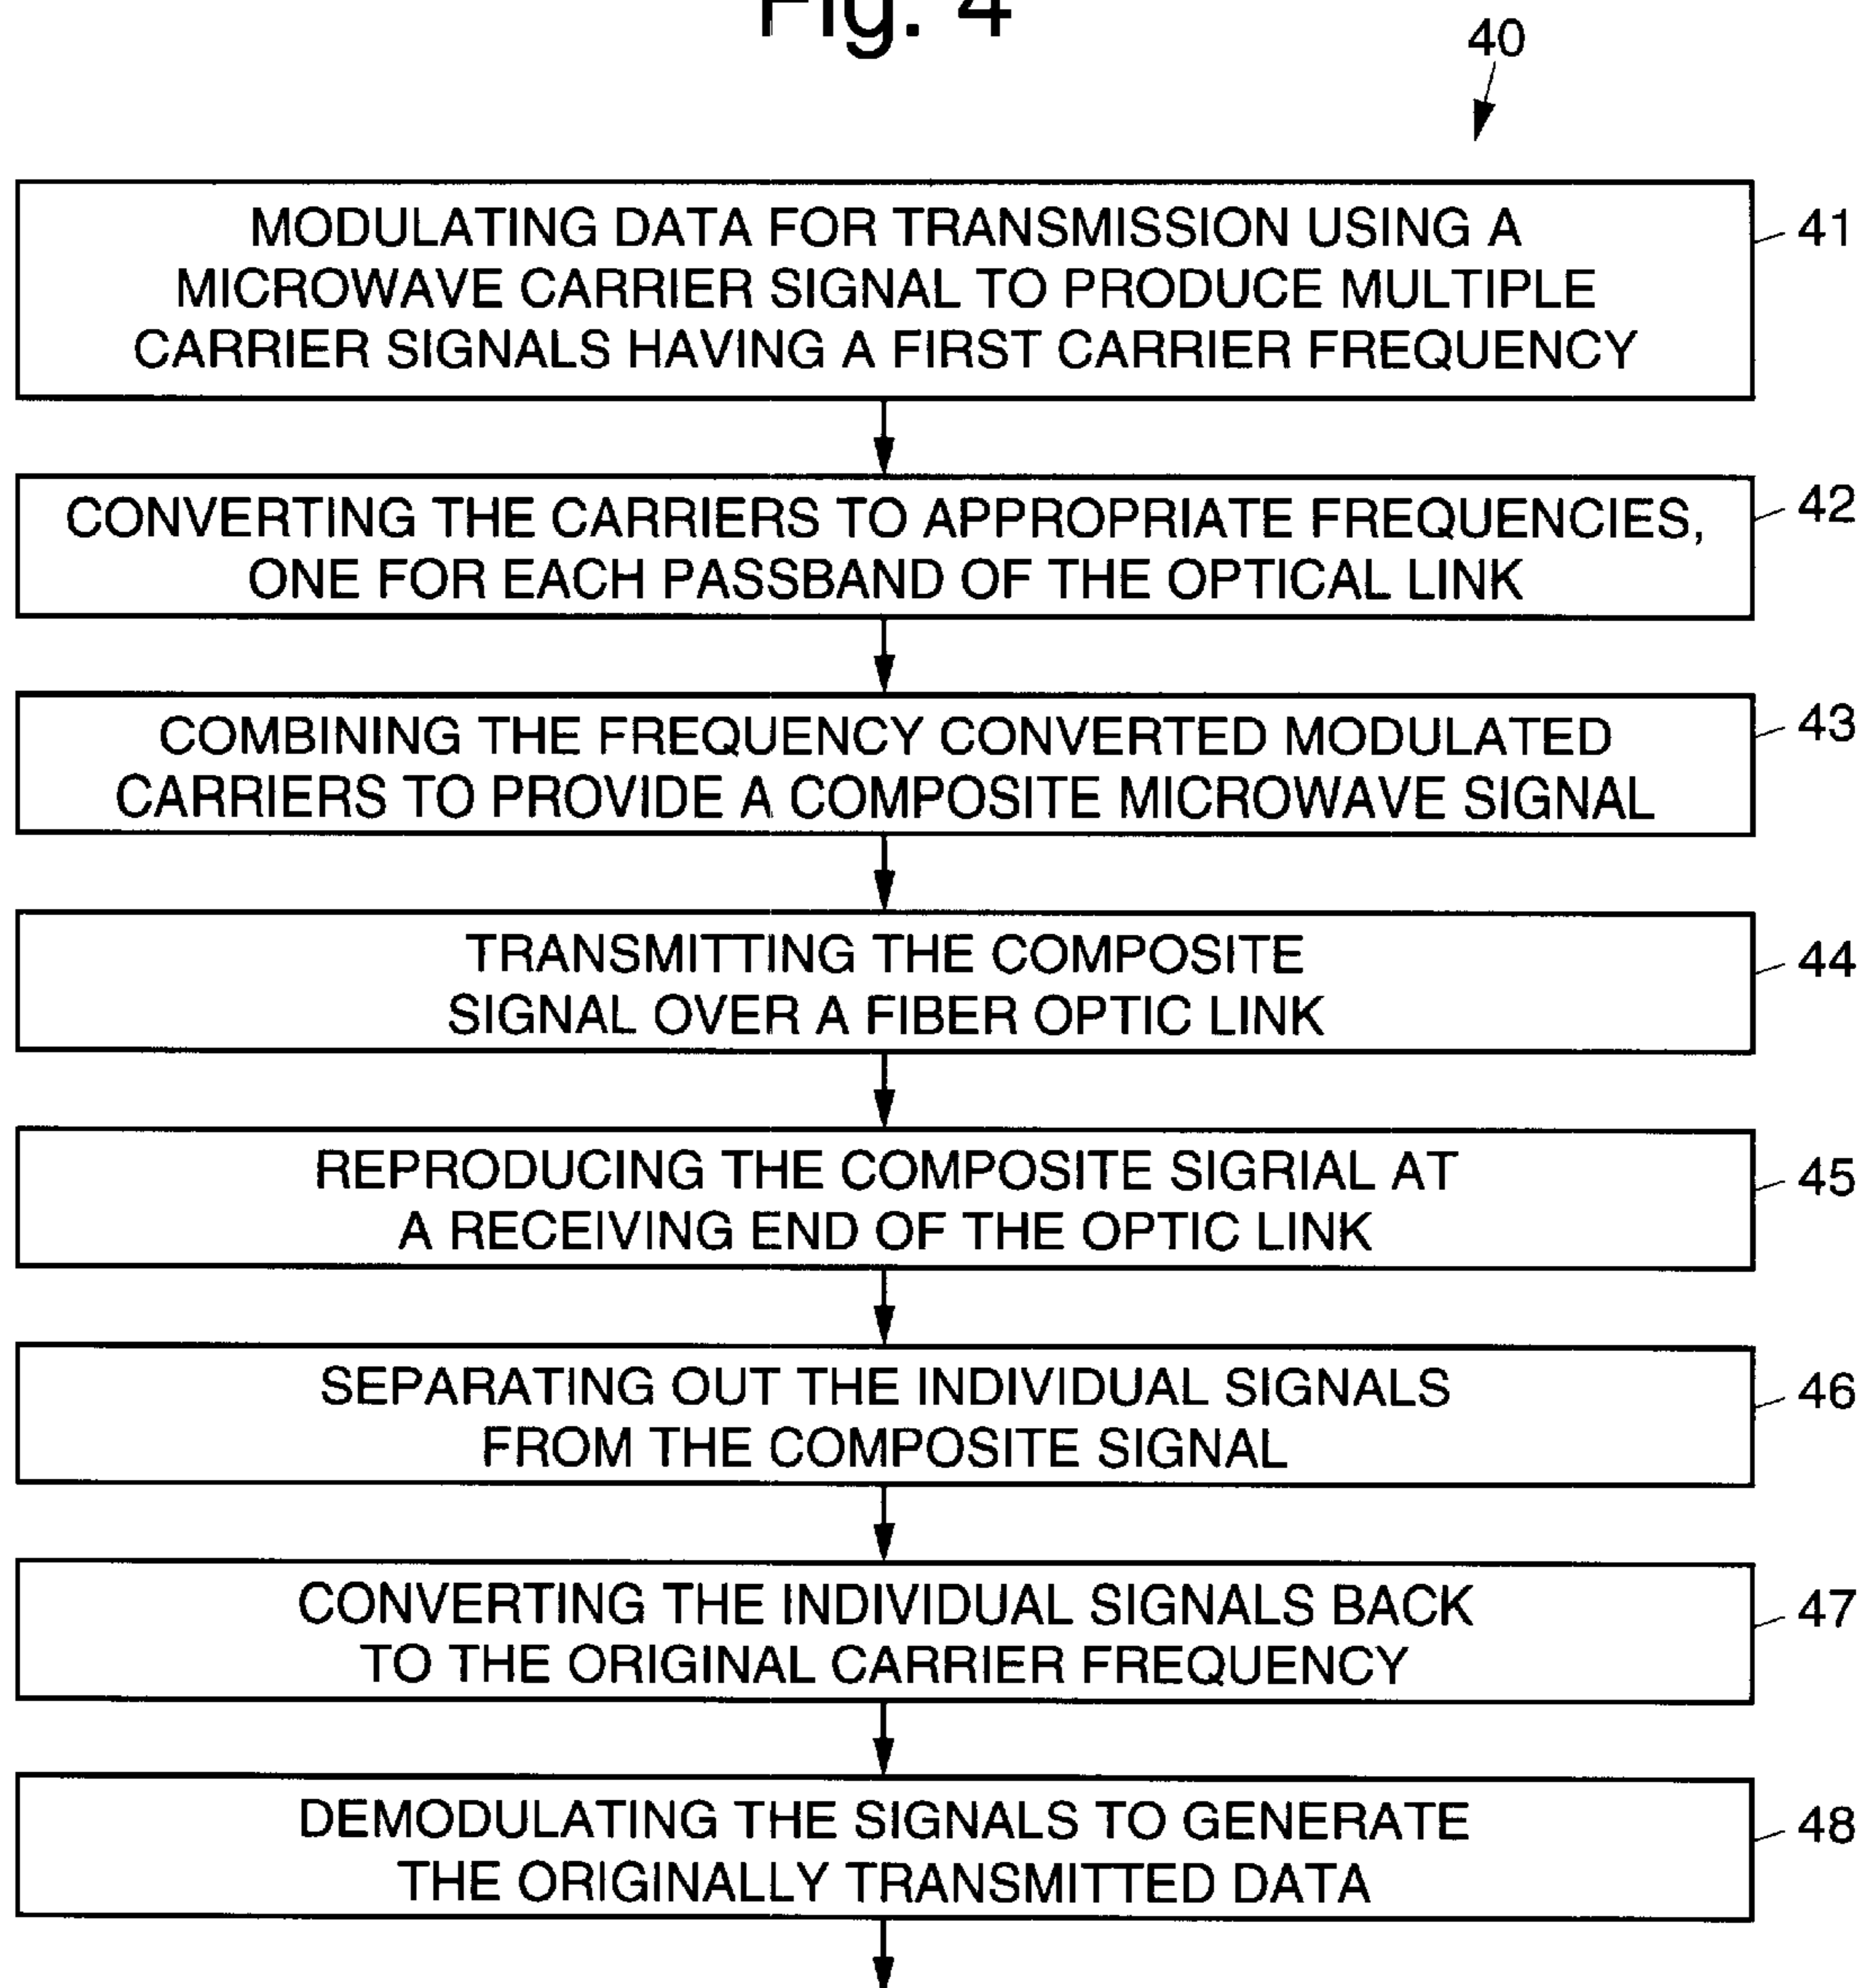 Fig. 4
40
MODULATING DATA FOR TRANSMISSION USING A
MICROWAVE CARRIER SIGNAL TO PRODUCE MULTIPLE
CARRIER SIGNALS HAVING A FIRST CARRIER FREQUENCY
41
CONVERTING THE CARRIERS TO APPROPRIATE FREQUENCIES,
ONE FOR EACH PASSBAND OF THE OPTICAL LINK
42
COMBINING THE FREQUENCY CONVERTED MODULATED
CARRIERS TO PROVIDE A COMPOSITE MICROWAVE SIGNAL
43
TRANSMITTING THE COMPOSITE
SIGNAL OVER A FIBER OPTIC LINK
44
REPRODUCING THE COMPOSITE SIGRIAL AT
A RECEIVING END OF THE OPTIC LINK
45
SEPARATING OUT THE INDIVIDUAL SIGNALS
FROM THE COMPOSITE SIGNAL
46
CONVERTING THE INDIVIDUAL SIGNALS BACK
TO THE ORIGINAL CARRIER FREQUENCY
47
DEMODULATING THE SIGNALS TO GENERATE
THE ORIGINALLY TRANSMITTED DATA
48